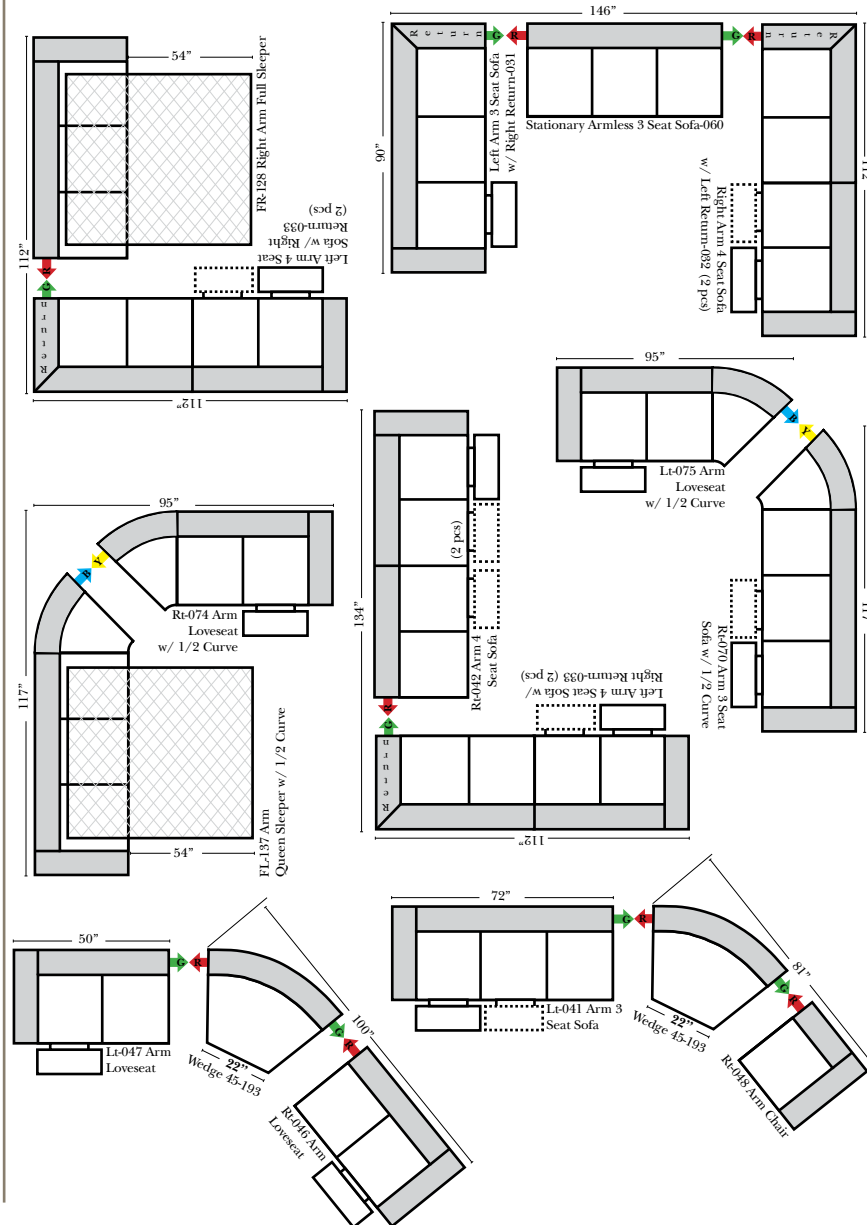 54”
FR-128 Right Arm Full Sleeper
112”
R
G
Return
Left Arm 4 Seat
Sofa w/ Right
Return-033
(2 pcs)
112”
146”
Return
G
R
G
R
Return
90”
Left Arm 3 Seat Sofa
w/ Right Return-031
Stationary Armless 3 Seat Sofa-060
Right Arm 4 Seat Sofa
w/ Left Return-032 (2 pcs)
112”
95”
B
Y
Lt-075 Arm
Loveseat
w/ 1/2 Curve
Rt-070 Arm 3 Seat
Sofa w/ 1/2 Curve
117”
95”
B
Y
Rt-074 Arm
Loveseat
w/ 1/2 Curve
117”
54”
FL-137 Arm
Queen Sleeper w/ 1/2 Curve
134”
(2 pcs)
Rt-042 Arm 4
Seat Sofa
R
G
Return
Left Arm 4 Seat Sofa w/
Right Return-033 (2 pcs)
112”
50”
G
R
Lt-047 Arm
Loveseat
22”
Wedge 45-193
G
R
100”
Rt-046 Arm
Loveseat
72”
G
R
Lt-041 Arm 3
Seat Sofa
22”
Wedge 45-193
G
R
81”
Rt-048 Arm Chair